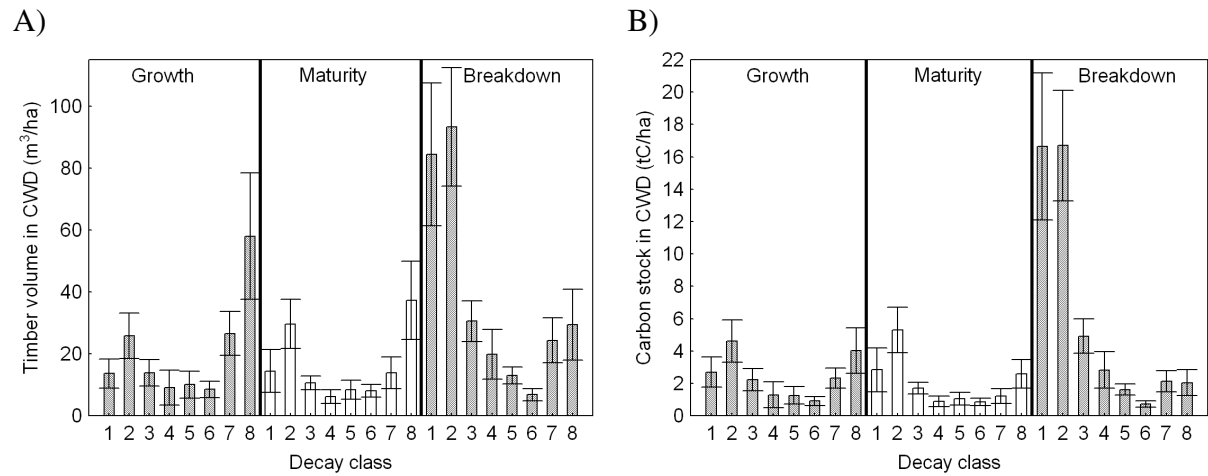 A)
Timber volume in CWD (m³/ha)
100
80
60
40
20
0
Growth
Maturity
Breakdown
1 2 3 4 5 6 7 8 1 2 3 4 5 6 7 8 1 2 3 4 5 6 7 8
Decay class
B)
Carbon stock in CWD (tC/ha)
22
20
18
16
14
12
10
8
6
4
2
0
Growth
Maturity
Breakdown
1 2 3 4 5 6 7 8 1 2 3 4 5 6 7 8 1 2 3 4 5 6 7 8
Decay class